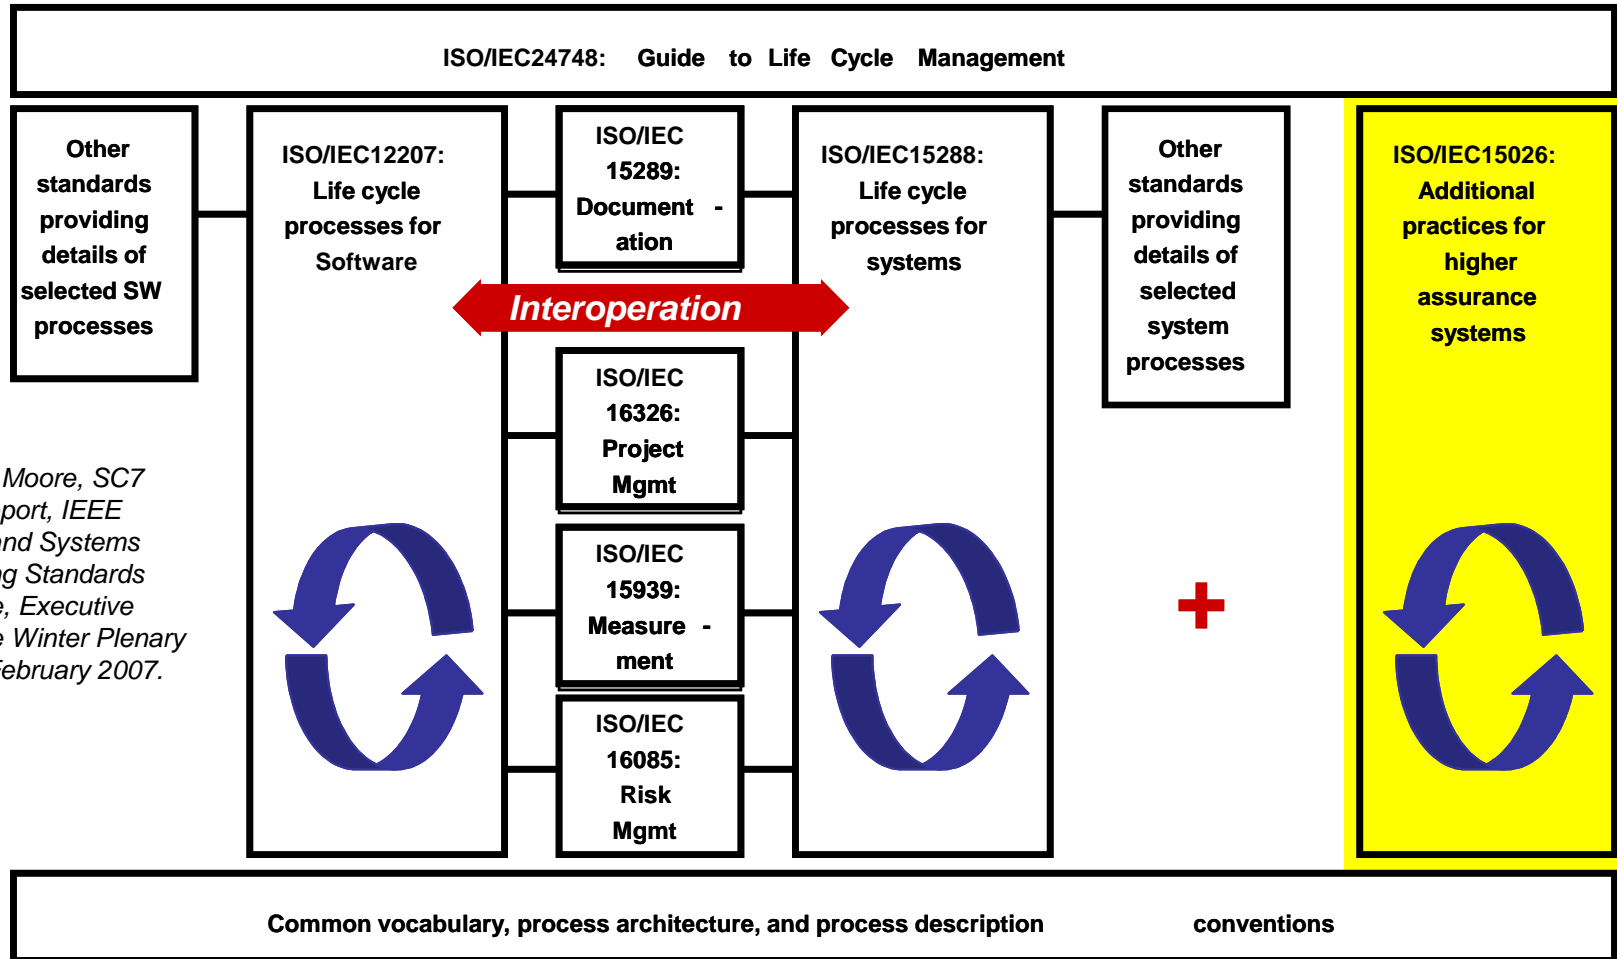 ISO/IEC24748: Guide to Life Cycle Management
Other
standards
providing
details of
selected SW
processes
ISO/IEC12207:
Life cycle
processes for
Software
ISO/IEC
15289:
Document -
ation
ISO/IEC15288:
Life cycle
processes for
systems
Other
standards
providing
details of
selected
system
processes
ISO/IEC15026:
Additional
practices for
higher
assurance
systems
Interoperation
ISO/IEC
16326:
Project
Mgmt
Moore, SC7
port, IEEE
and Systems
ng Standards
e, Executive
e Winter Plenary
February 2007.
ISO/IEC
15939:
Measure -
ment
+
ISO/IEC
16085:
Risk
Mgmt
Common vocabulary, process architecture, and process description conventions